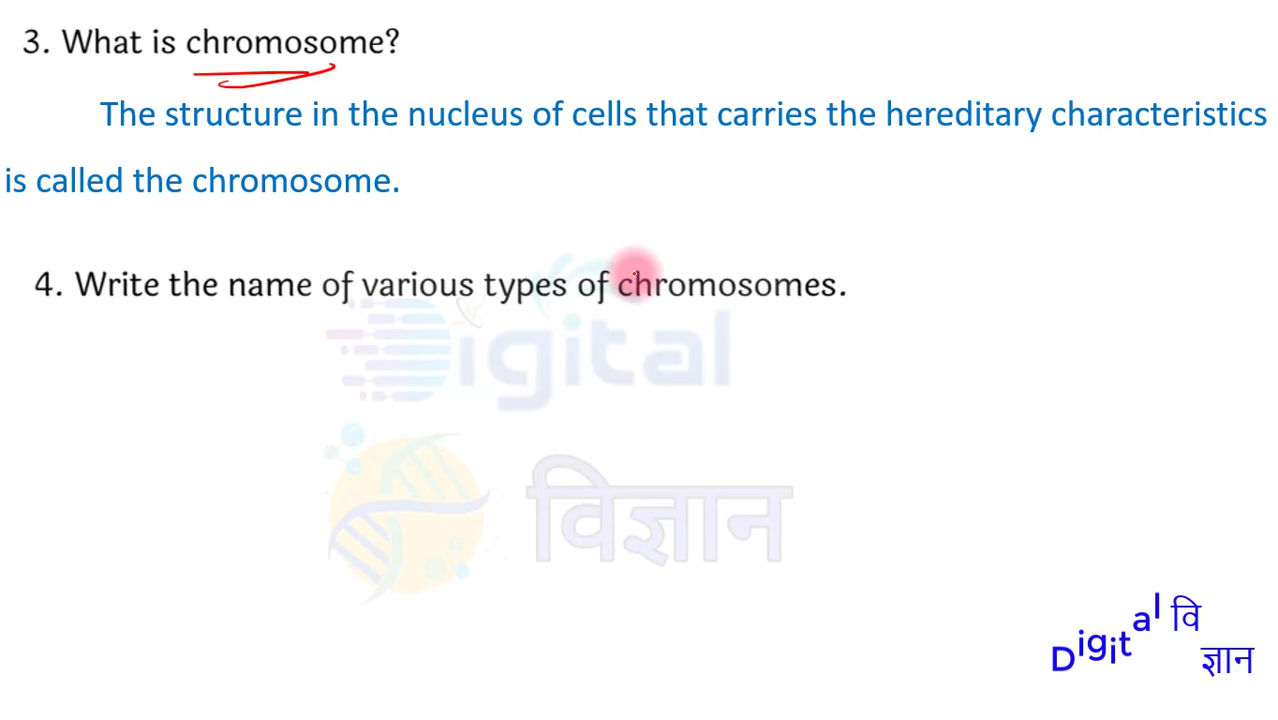 3. What is chromosome?
The structure in the nucleus of cells that carries the hereditary characteristics
is called the chromosome.
4. Write the name of various types of chromosomes.
Digital
विज्ञान
Digital वि
ज्ञान